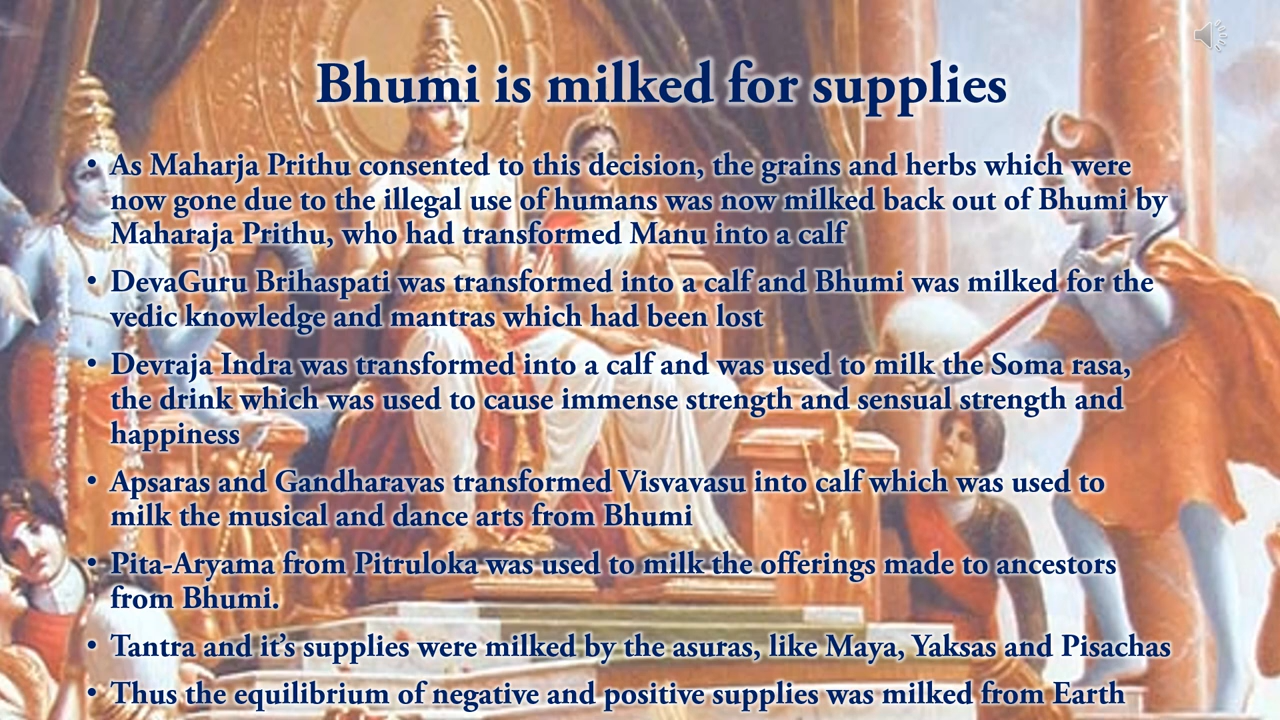 Bhumi is milked for supplies
• As Maharja Prithu consented to this decision, the grains and herbs which were
now gone due to the illegal use of humans was now milked back out of Bhumi by
Maharaja Prithu, who had transformed Manu into a calf
• DevaGuru Brihaspati was transformed into a calf and Bhumi was milked for the
vedic knowledge and mantras which had been lost
• Devraja Indra was transformed into a calf and was used to milk the Soma rasa,
the drink which was used to cause immense strength and sensual strength and
happiness
• Apsaras and Gandharavas transformed Visvavasu into calf which was used to
milk the musical and dance arts from Bhumi
• Pita-Aryama from Pitruloka was used to milk the offerings made to ancestors
from Bhumi.
• Tantra and it’s supplies were milked by the asuras, like Maya, Yaksas and Pisachas
• Thus the equilibrium of negative and positive supplies was milked from Earth